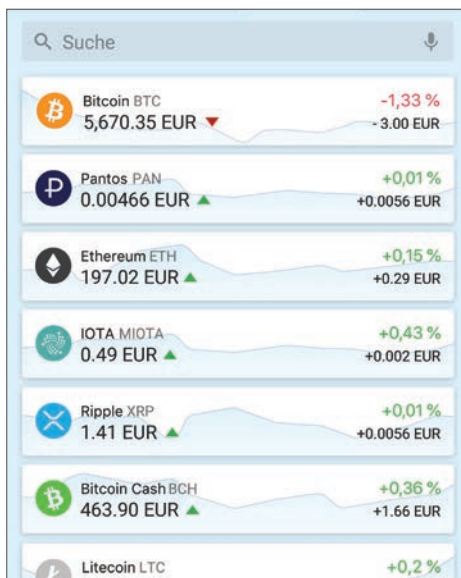 Suche
Bitcoin BTC
-1,33 %
5,670.35 EUR ▼
- 3.00 EUR
Pantos PAN
+0,01 %
0.00466 EUR ▲
+0.0056 EUR
Ethereum ETH
+0,15 %
197.02 EUR ▲
+0.29 EUR
IOTA MIOTA
+0,43 %
0.49 EUR ▲
+0.002 EUR
Ripple XRP
+0,01 %
1.41 EUR ▲
+0.0056 EUR
Bitcoin Cash BCH
+0,36 %
463.90 EUR ▲
+1.66 EUR
Litecoin LTC
+0,2 %